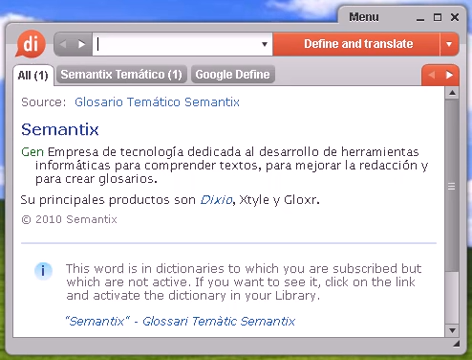 Menu
di
Define and translate
All (1)
Semantix Temático (1)
Google Define
Source: Glosario Temático Semantix
Semantix
Gen Empresa de tecnología dedicada al desarrollo de herramientas
informáticas para comprender textos, para mejorar la redacción y
para crear glosarios.
Su principales productos son Dixio, Xtyle y Gloxr.
© 2010 Semantix
i
This word is in dictionaries to which you are subscribed but
which are not active. If you want to see it, click on the link
and activate the dictionary in your Library.
"Semantix" - Glossari Temàtic Semantix